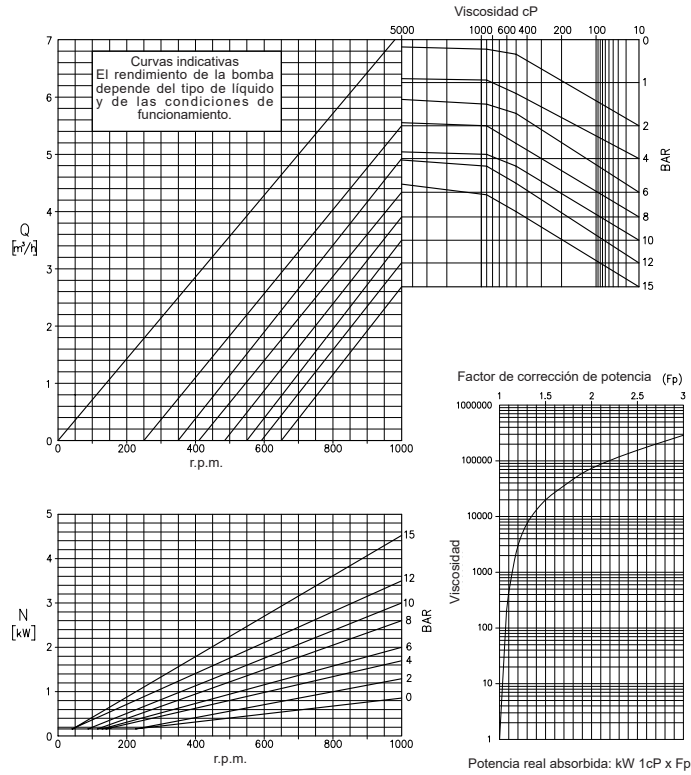 Viscosidad cP
5000 1000 800 600 400 200 100 10
Curvas indicativas
El rendimiento de la bomba
depende del tipo de líquido
y de las condiciones de
funcionamiento.
7
6
5
4
3
2
1
0
Q
[m³/h]
0 200 400 600 800 1000
r.p.m.
0
1
2
4
6
8
10
12
15
BAR
Factor de corrección de potencia (Fp)
1 1.5 2 2.5 3
1000000
100000
10000
1000
100
10
1
Viscosidad
Potencia real absorbida: kW 1cP x Fp
5
4
3
2
1
0
N
[kW]
0 200 400 600 800 1000
r.p.m.
15
12
10
8
6
4
2
0
BAR